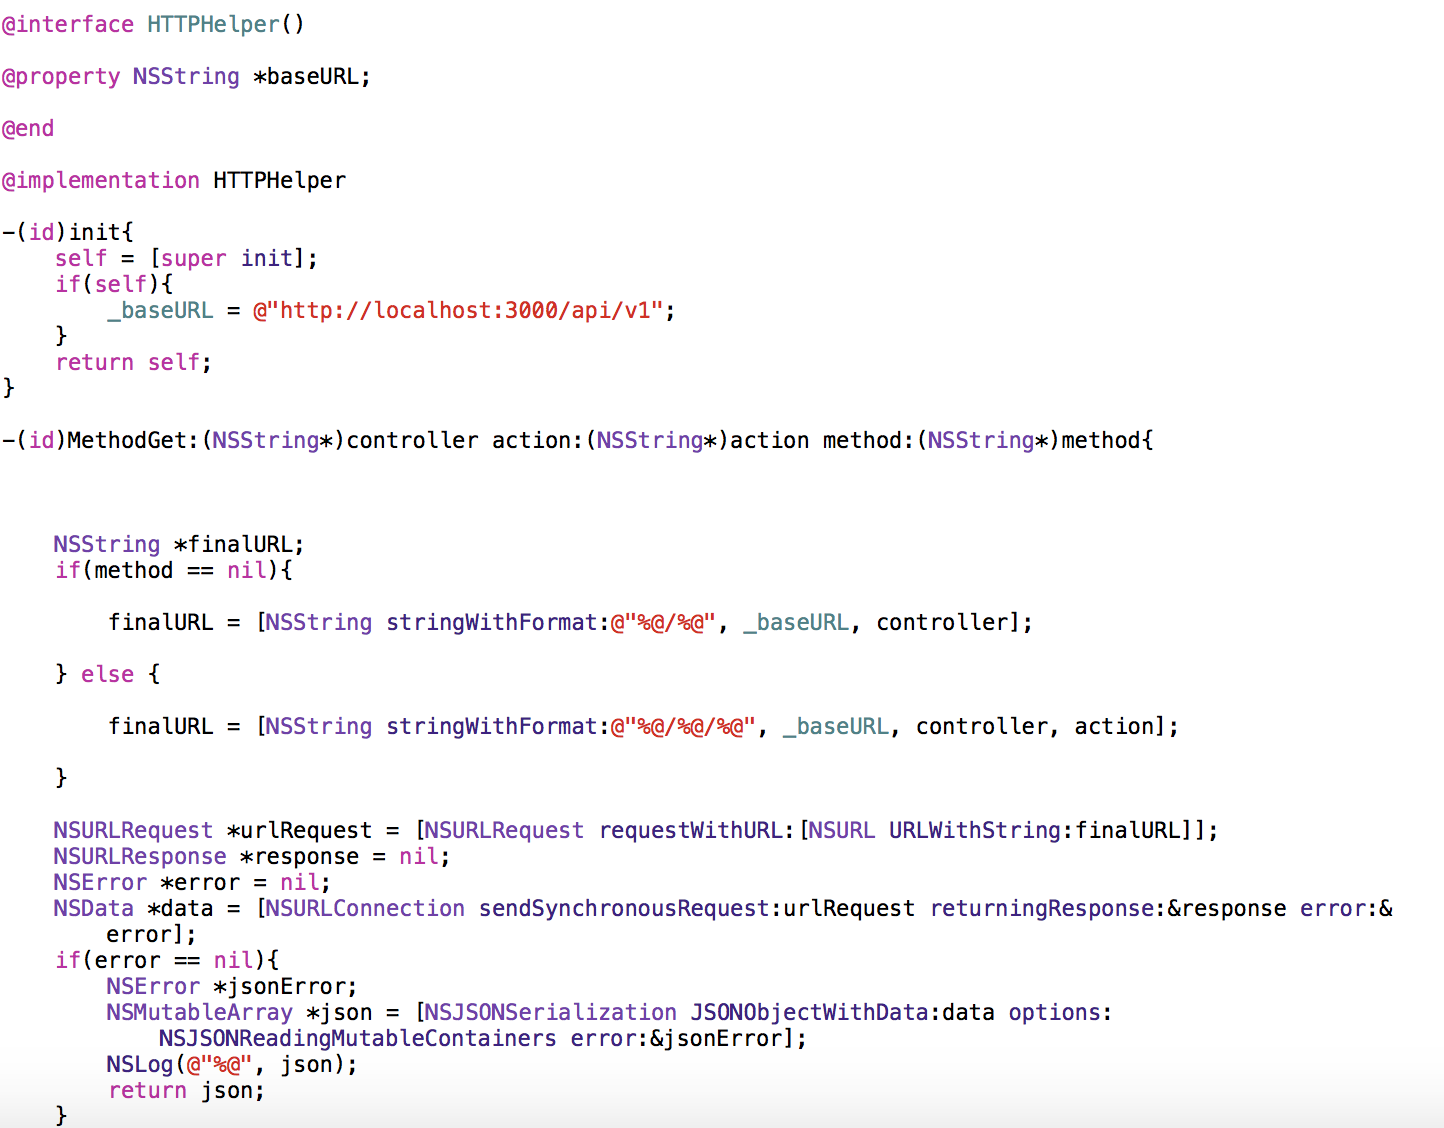 @interface HTTPHelper()
@property NSString *baseURL;
@end
@implementation HTTPHelper
-(id)init{
    self = [super init];
    if(self){
        _baseURL = @"http://localhost:3000/api/v1";
    }
    return self;
}
-(id)MethodGet:(NSString*)controller action:(NSString*)action method:(NSString*)method{
    NSString *finalURL;
    if(method == nil){
        finalURL = [NSString stringWithFormat:@"%@/%@", _baseURL, controller];
    } else {
        finalURL = [NSString stringWithFormat:@"%@/%@/%@", _baseURL, controller, action];
    }
    NSURLRequest *urlRequest = [NSURLRequest requestWithURL:[NSURL URLWithString:finalURL]];
    NSURLResponse *response = nil;
    NSError *error = nil;
    NSData *data = [NSURLConnection sendSynchronousRequest:urlRequest returningResponse:&response error:&
        error];
    if(error == nil){
        NSError *jsonError;
        NSMutableArray *json = [NSJSONSerialization JSONObjectWithData:data options:
            NSJSONReadingMutableContainers error:&jsonError];
        NSLog(@"%@", json);
        return json;
    }